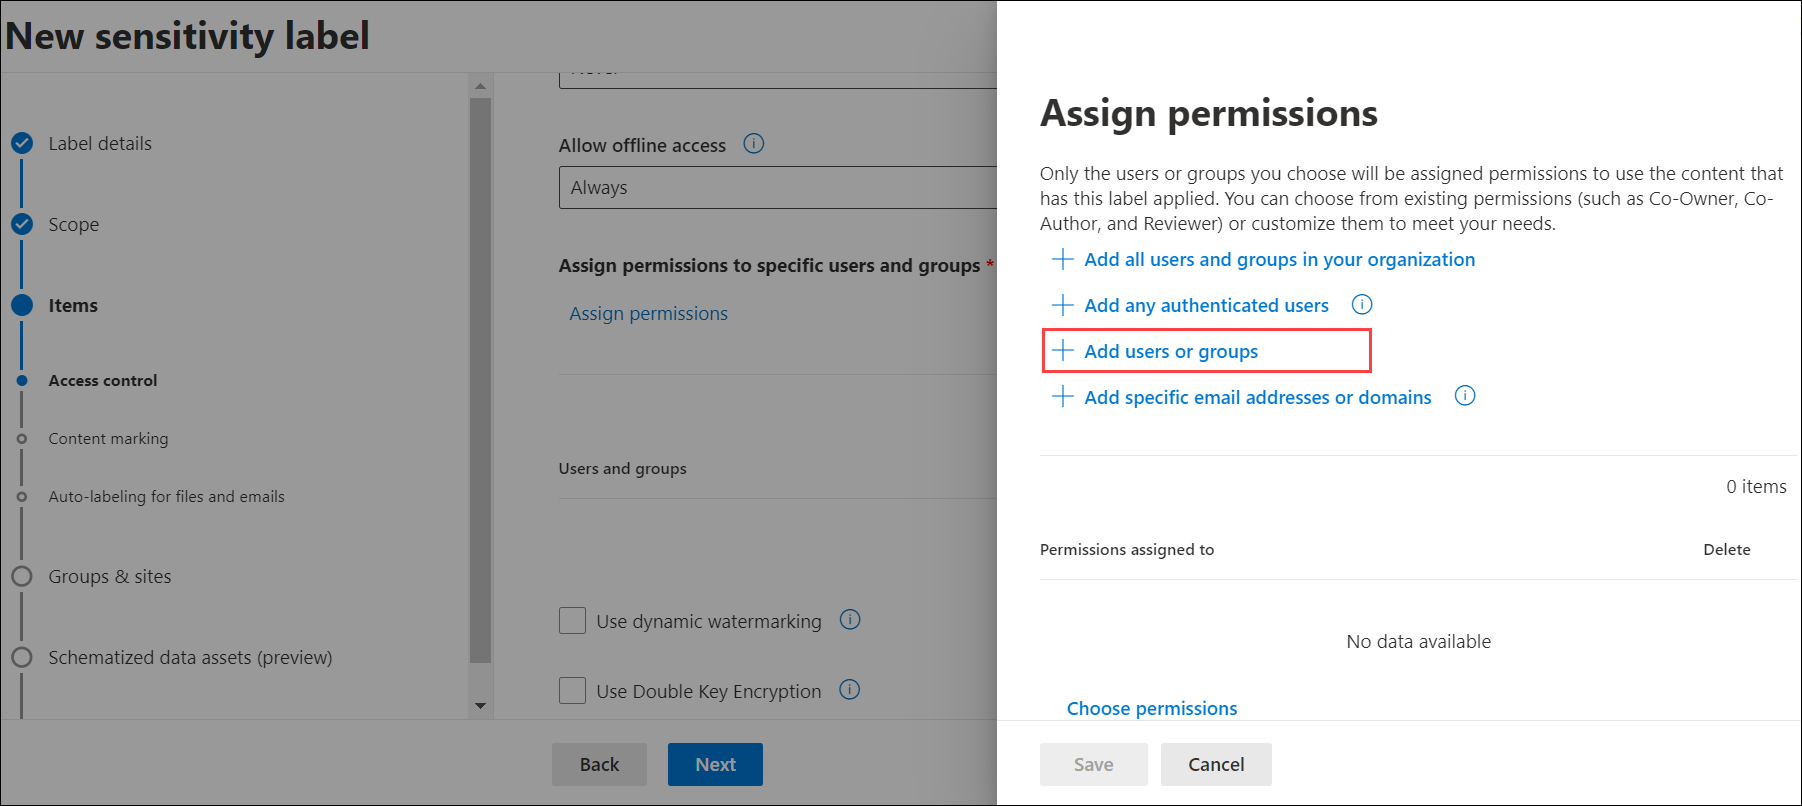 New sensitivity label
Label details
Scope
Items
Access control
Content marking
Auto-labeling for files and emails
Groups & sites
Schematized data assets (preview)
Allow offline access
Always
Assign permissions to specific users and groups *
Assign permissions
Users and groups
Use dynamic watermarking
Use Double Key Encryption
Back
Next
Assign permissions
Only the users or groups you choose will be assigned permissions to use the content that
has this label applied. You can choose from existing permissions (such as Co-Owner, Co-
Author, and Reviewer) or customize them to meet your needs.
Add all users and groups in your organization
Add any authenticated users
Add users or groups
Add specific email addresses or domains
0 items
Permissions assigned to
Delete
No data available
Choose permissions
Save
Cancel